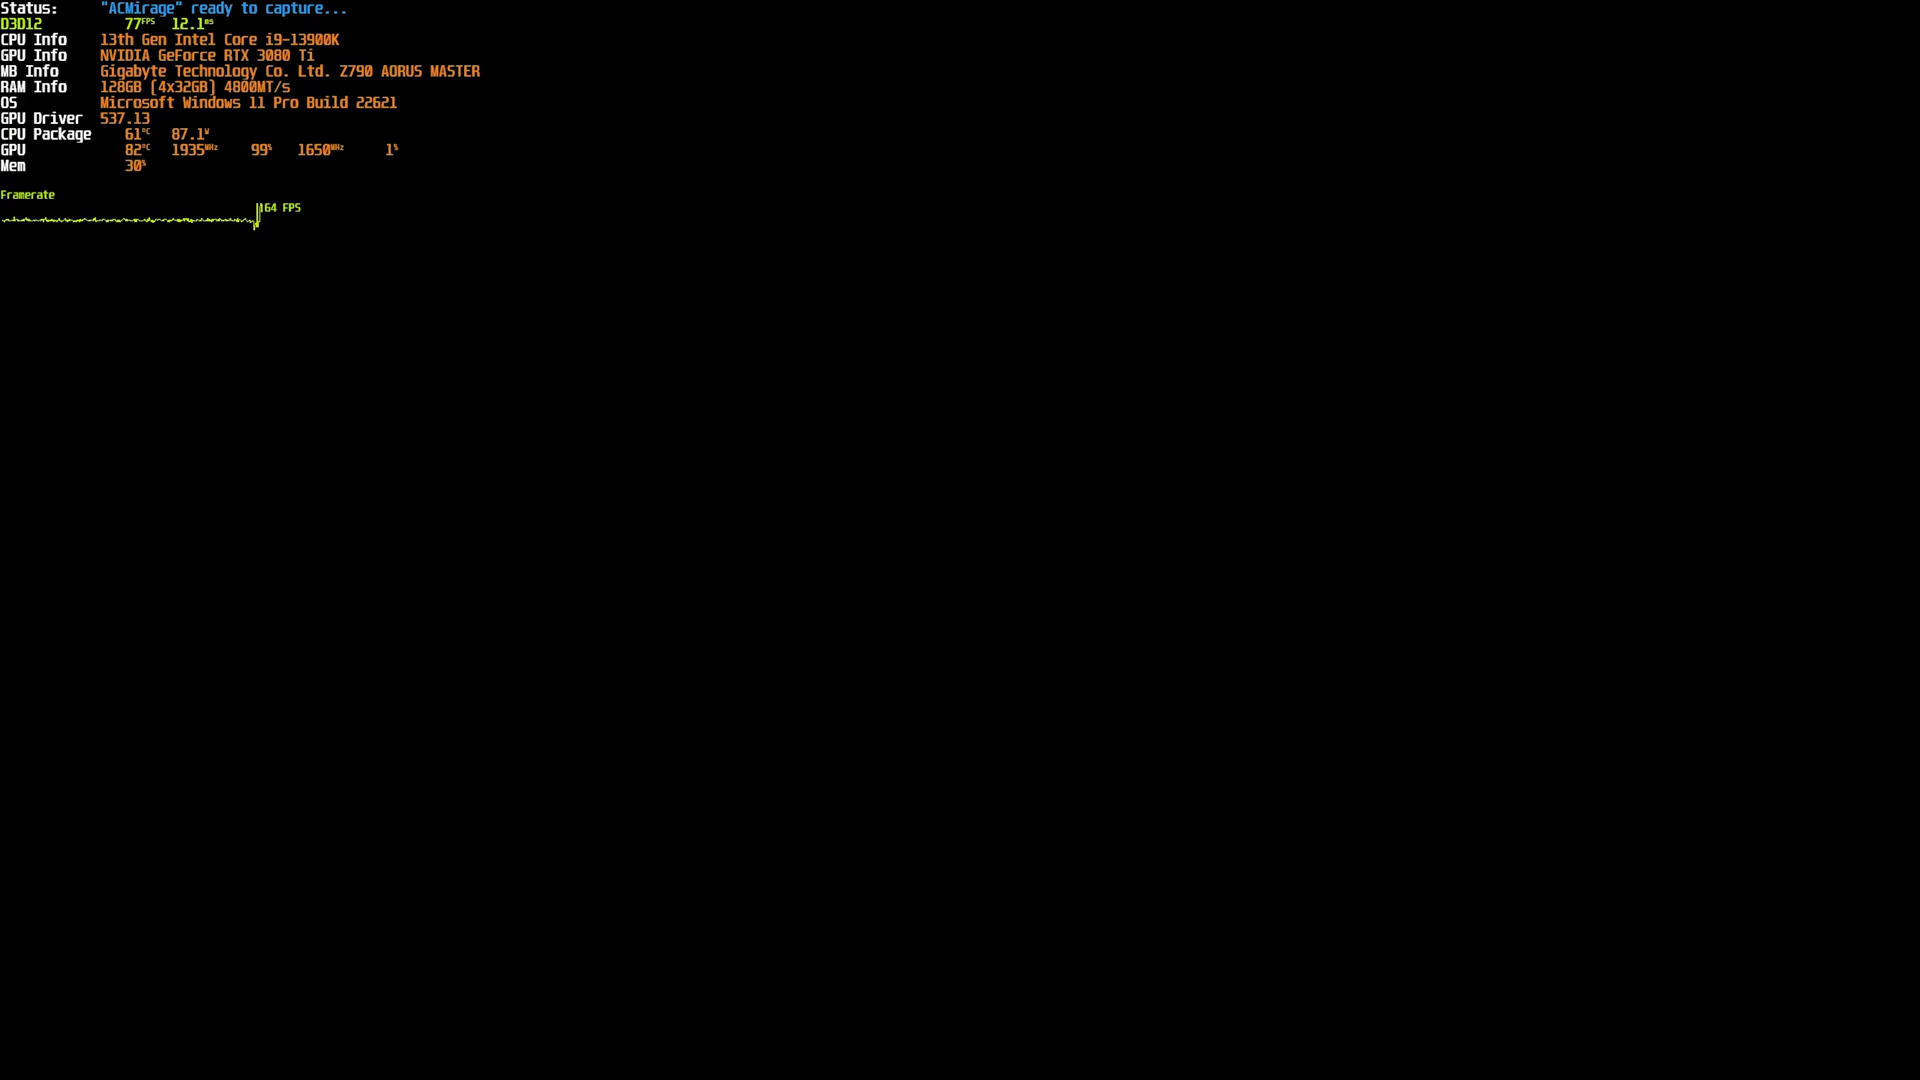 Status: "ACMirage" ready to capture...
D3D12 77FPS 12.1ms
CPU Info 13th Gen Intel Core i9-13900K
GPU Info NVIDIA GeForce RTX 3080 Ti
MB Info Gigabyte Technology Co. Ltd. Z790 AORUS MASTER
RAM Info 128GB (4x32GB) 4800MT/s
OS Microsoft Windows 11 Pro Build 22621
GPU Driver 537.13
CPU Package 61°C 87.1W
GPU 82°C 1935MHz 99% 1650MHz 1%
Mem 30%
Framerate
164 FPS